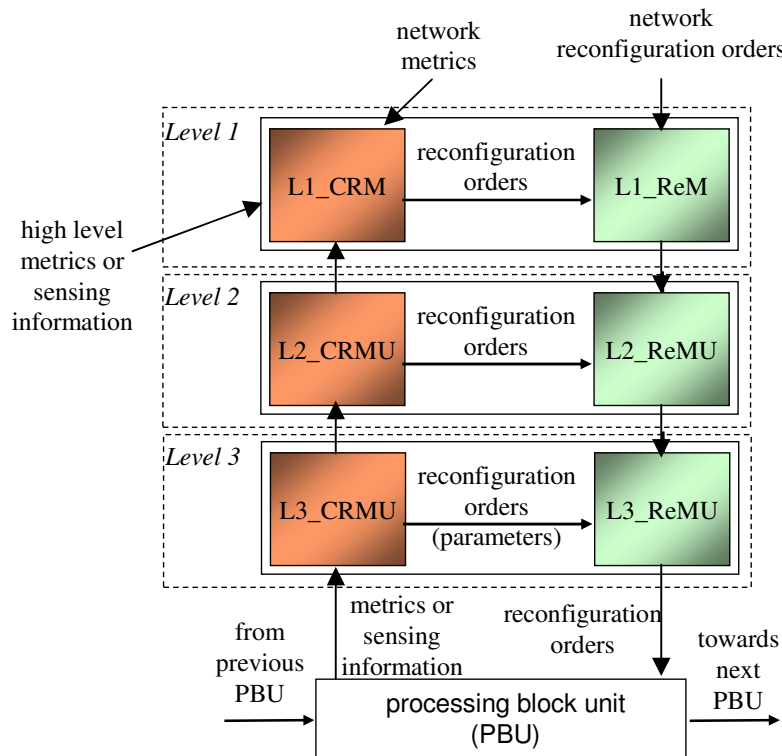 network
metrics
network
reconfiguration orders
Level 1
L1_CRM
reconfiguration
orders
L1_ReM
high level
metrics or
sensing
information
Level 2
L2_CRMU
reconfiguration
orders
L2_ReMU
Level 3
L3_CRMU
reconfiguration
orders
(parameters)
L3_ReMU
from
previous
PBU
metrics or
sensing
information
reconfiguration
orders
towards
next
PBU
processing block unit
(PBU)